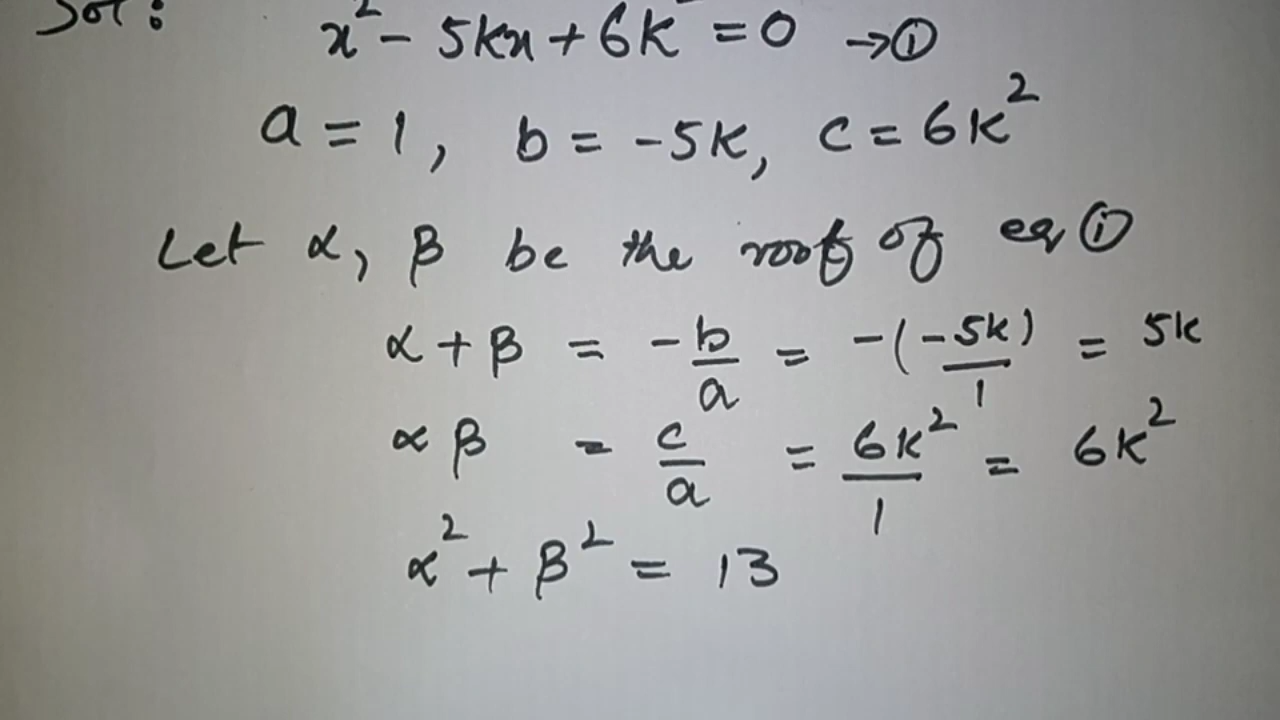 Sol:
x² - 5kx + 6k² = 0 → ①
a = 1, b = -5k, c = 6k²
Let α, β be the roots of eq ①
α + β = -b/a = -(-5k)/1 = 5k
αβ = c/a = 6k²/1 = 6k²
α² + β² = 13